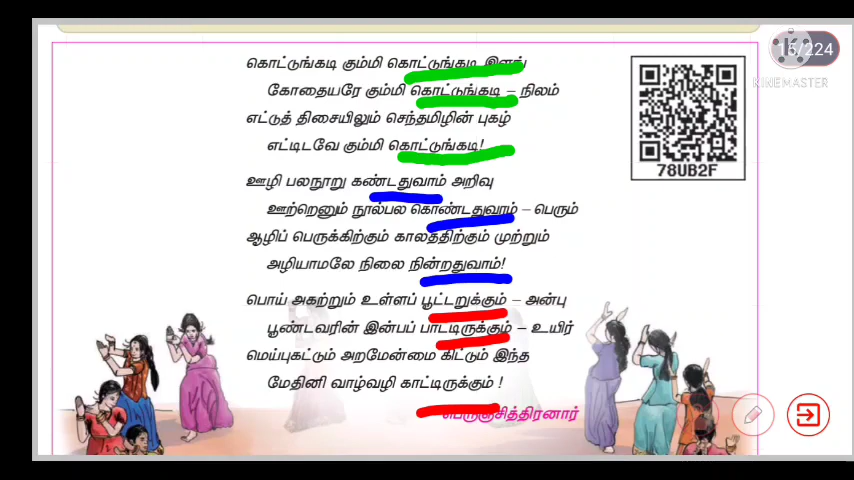 15/224
KINEMASTER
கொட்டுங்கடி கும்மி கொட்டுங்கடி இளங்
கோதையரே கும்மி கொட்டுங்கடி – நிலம்
எட்டுத் திசையிலும் செந்தமிழின் புகழ்
எட்டிடவே கும்மி கொட்டுங்கடி!
78UB2F
ஊழி பலநூறு கண்டதுவாம் அறிவு
ஊற்றெனும் நூல்பல கொண்டதுவாம் – பெரும்
ஆழிப் பெருக்கிற்கும் காலத்திற்கும் முற்றும்
அழியாமலே நிலை நின்றதுவாம்!
பொய் அகற்றும் உள்ளப் பூட்டறுக்கும் – அன்பு
பூண்டவரின் இன்பப் பாட்டிருக்கும் – உயிர்
மெய்புகட்டும் அறமேன்மை கிட்டும் இந்த
மேதினி வாழ்வழி காட்டிருக்கும் !
பெருஞ்சித்திரனார்